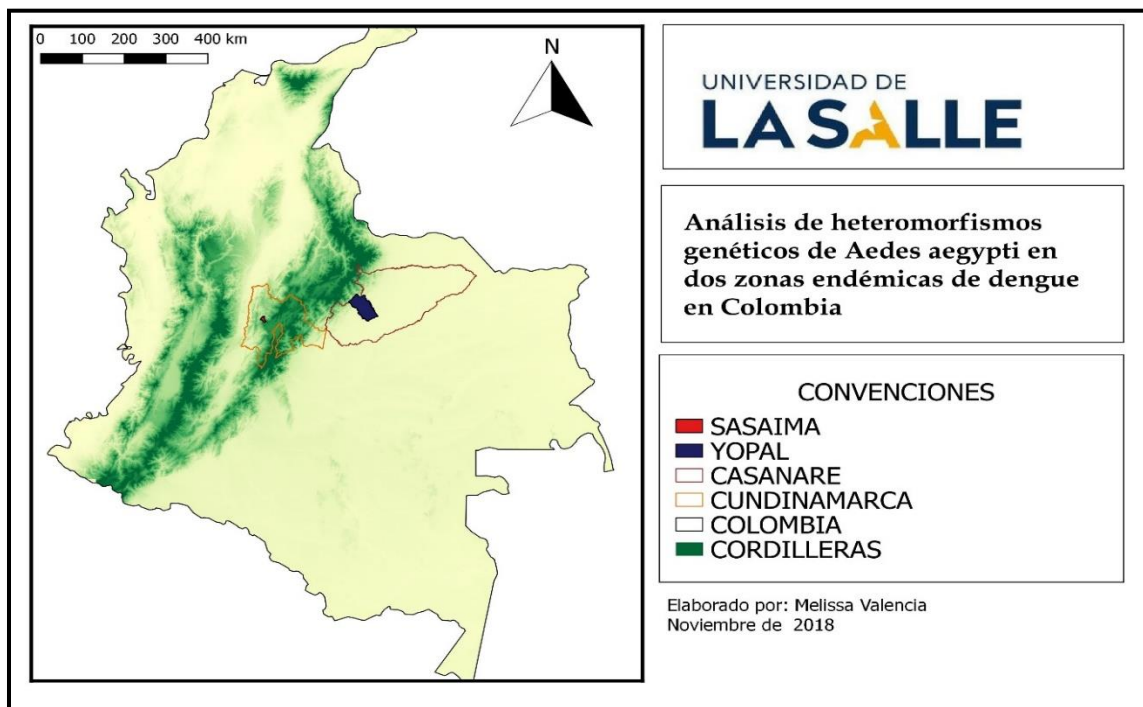 0 100 200 300 400 km
N
UNIVERSIDAD DE
LA SALLE
Análisis de heteromorfismos
genéticos de Aedes aegypti en
dos zonas endémicas de dengue
en Colombia
CONVENCIONES
SASAIMA
YOPAL
CASANARE
CUNDINAMARCA
COLOMBIA
CORDILLERAS
Elaborado por: Melissa Valencia
Noviembre de 2018